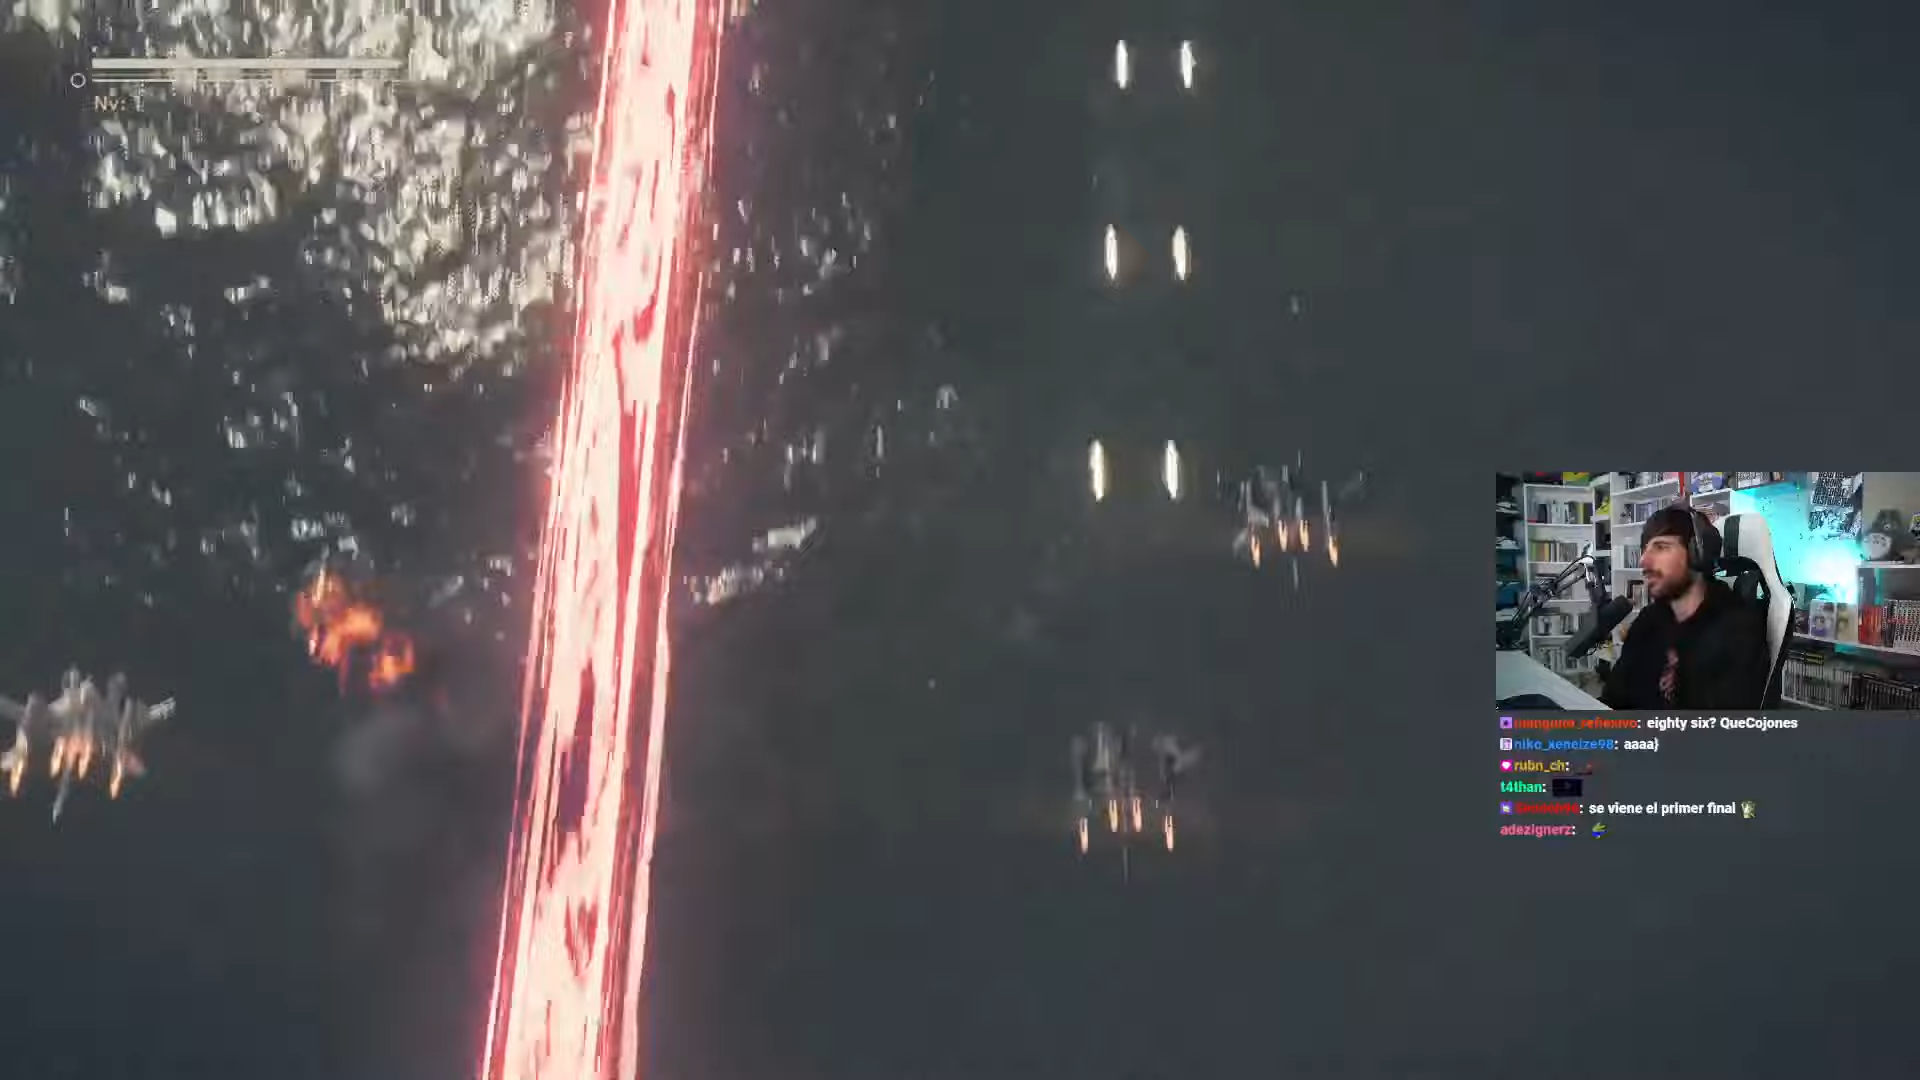 Nv: 1
eighty six? QueCojones
niko_xeneize98: aaaa}
rubn_ch:
t4than:
: se viene el primer final
adezignerz: